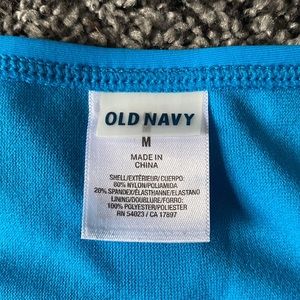 OLD NAVY
M
MADE IN
CHINA
SHELL/EXTÉRIEUR/CUERPO:
80% NYLON/POLIAMIDA
20% SPANDEX/ÉLASTHANNE/ELASTANO
LINING/DOUBLURE/FORRO:
100% POLYESTER/POLIESTER
RN 54023 / CA 17897